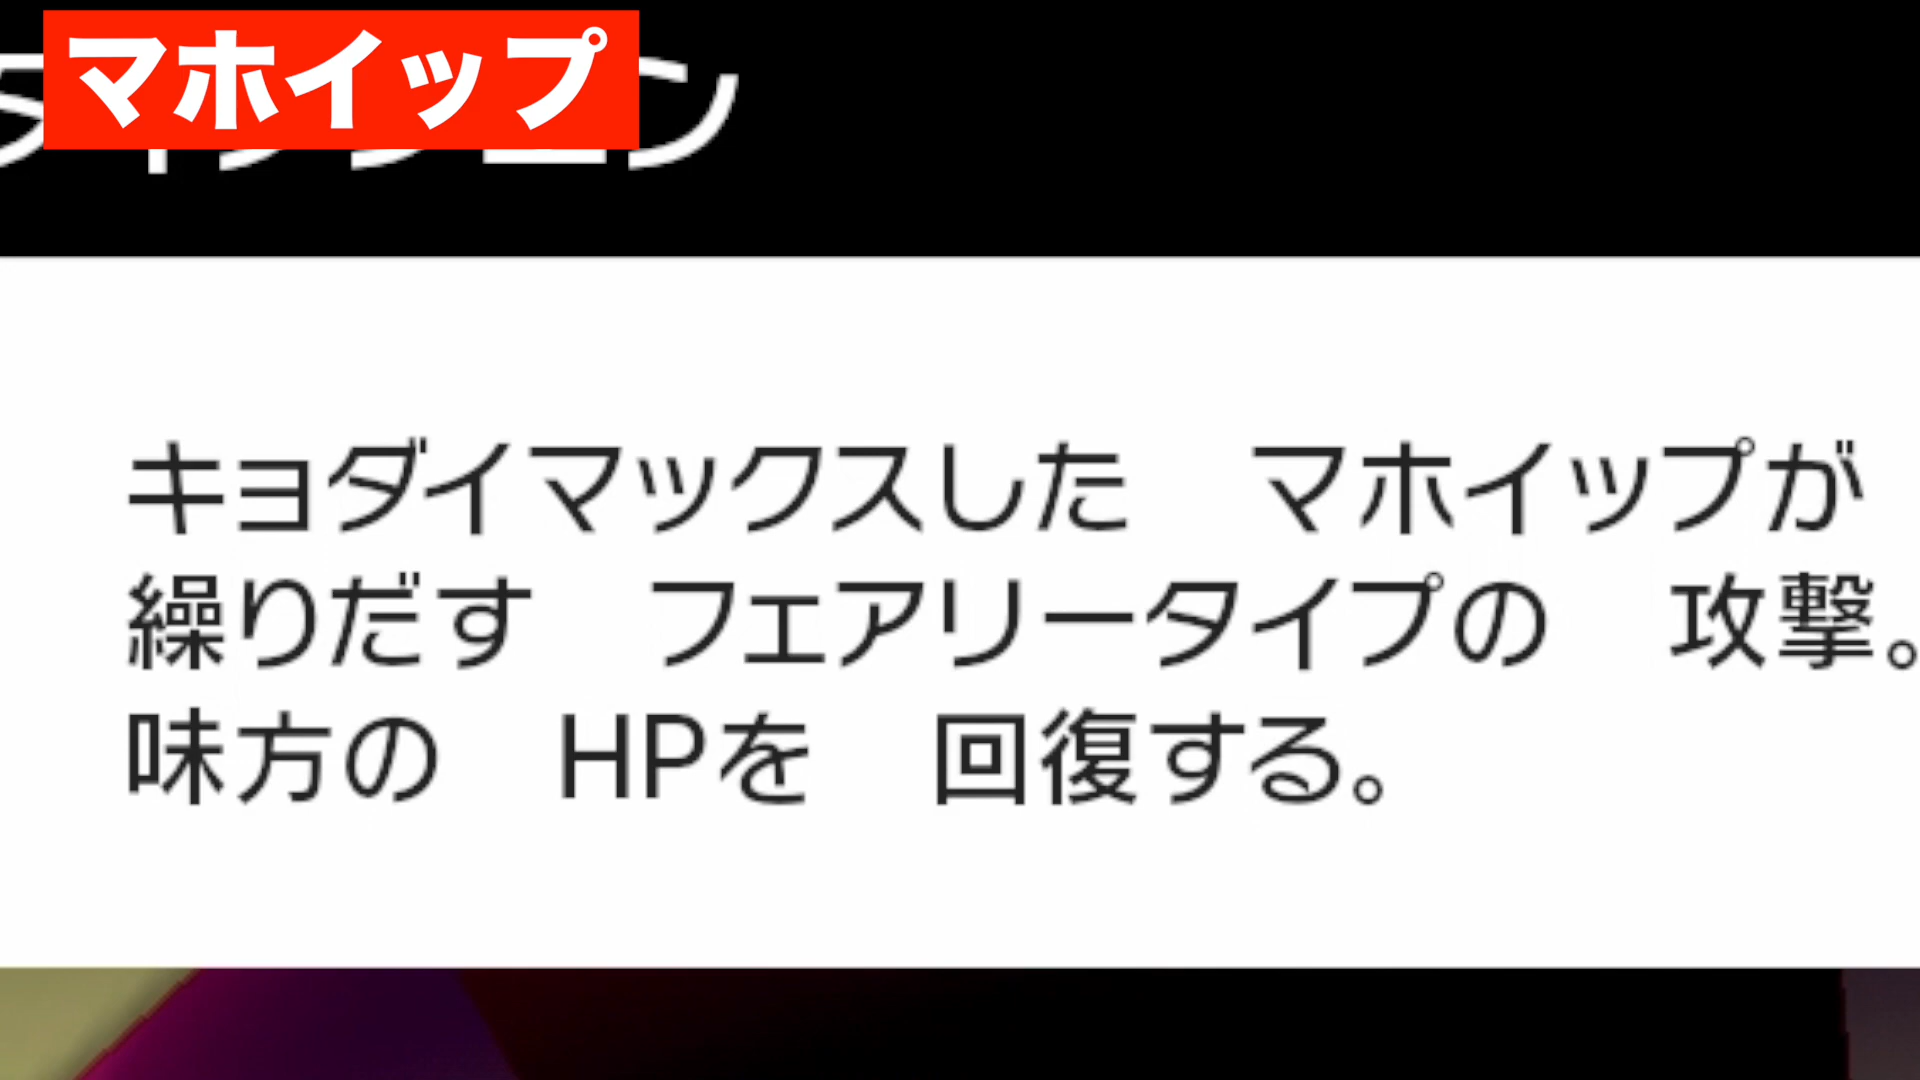 マホイップ
キョダイマックスした　マホイップが
繰りだす　フェアリータイプの　攻撃。
味方の　HPを　回復する。